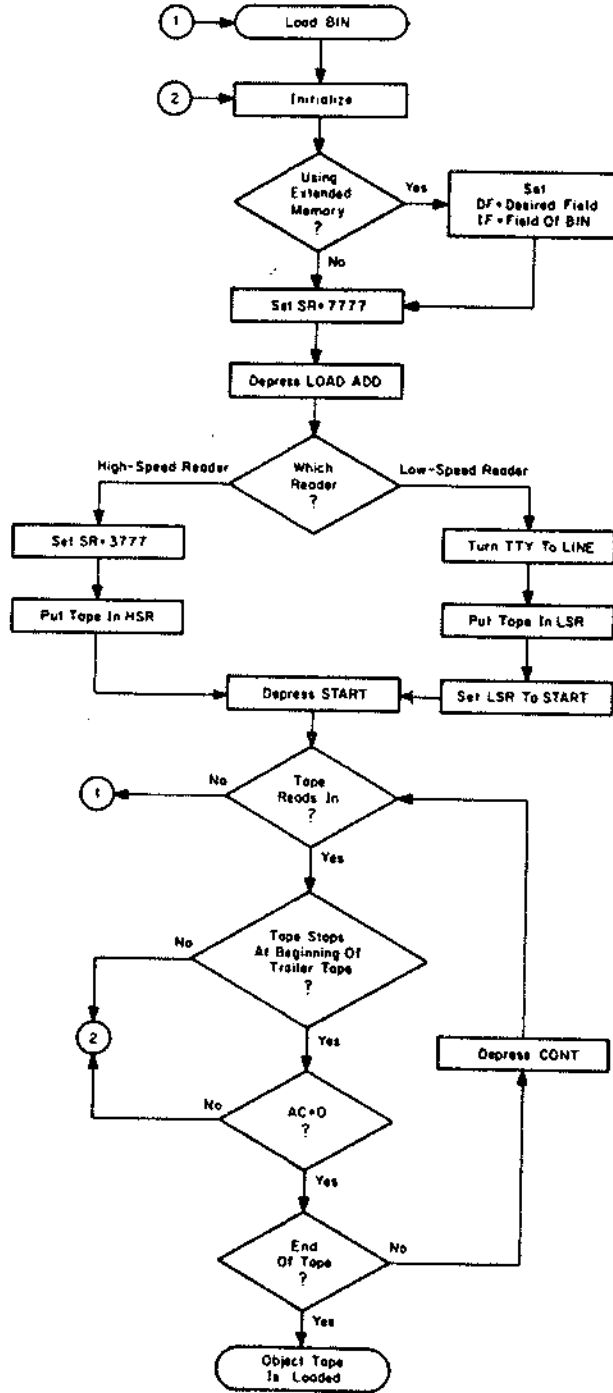 1
Load BIN
2
Initialize
Using
Extended
Memory
?
Yes
Set
DF=Desired Field
IF=Field Of BIN
No
Set SR=7777
Depress LOAD ADD
High-Speed Reader
Which
Reader
?
Low-Speed Reader
Set SR=3777
Turn TTY To LINE
Put Tape In HSR
Put Tape In LSR
Depress START
Set LSR To START
1
No
Tape
Reads In
?
Yes
No
Tape Stops
At Beginning Of
Trailer Tape
?
2
Yes
Depress CONT
No
AC=0
?
Yes
End
Of Tape
?
No
Yes
Object Tape
Is Loaded